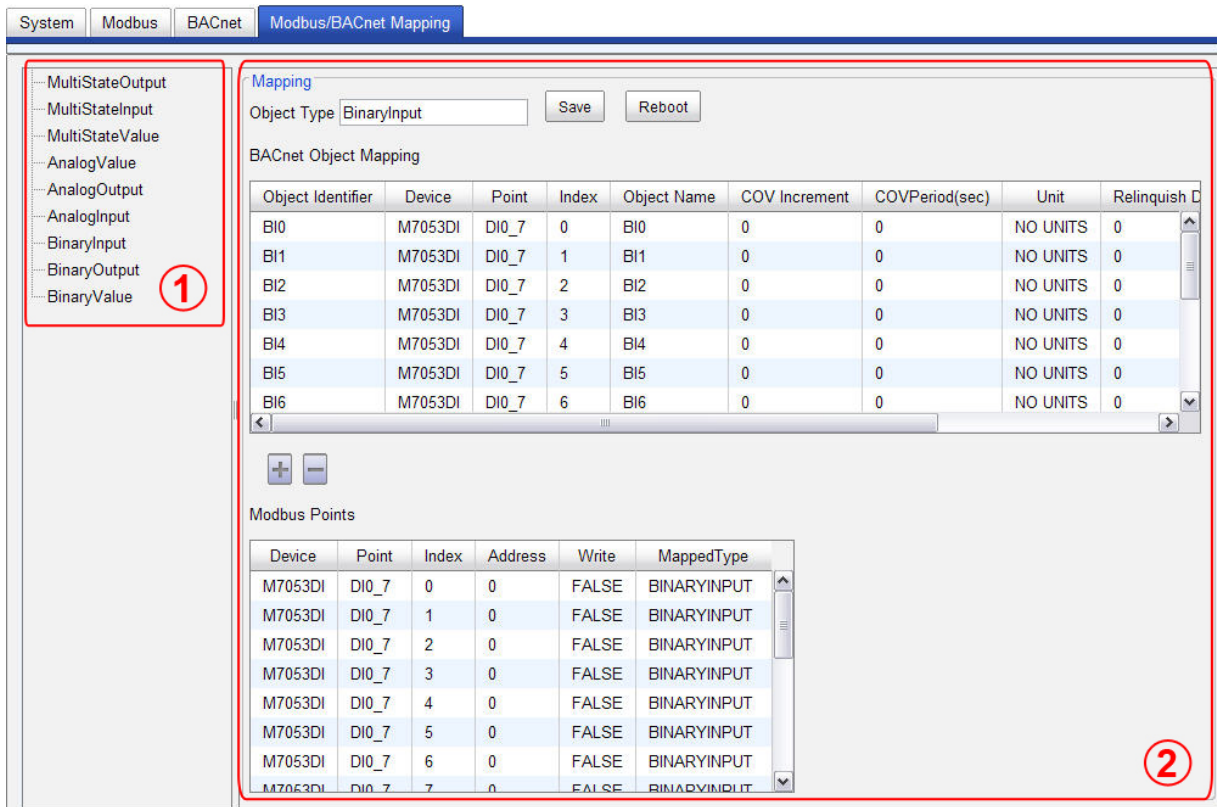 System Modbus BACnet Modbus/BACnet Mapping
MultiStateOutput
MultiStateInput
MultiStateValue
AnalogValue
AnalogOutput
AnalogInput
BinaryInput
BinaryOutput
BinaryValue
1
Mapping
Object Type BinaryInput Save Reboot
BACnet Object Mapping
Object Identifier Device Point Index Object Name COV Increment COVPeriod(sec) Unit Relinquish D
BI0 M7053DI DI0_7 0 BI0 0 0 NO UNITS 0
BI1 M7053DI DI0_7 1 BI1 0 0 NO UNITS 0
BI2 M7053DI DI0_7 2 BI2 0 0 NO UNITS 0
BI3 M7053DI DI0_7 3 BI3 0 0 NO UNITS 0
BI4 M7053DI DI0_7 4 BI4 0 0 NO UNITS 0
BI5 M7053DI DI0_7 5 BI5 0 0 NO UNITS 0
BI6 M7053DI DI0_7 6 BI6 0 0 NO UNITS 0
Modbus Points
Device Point Index Address Write MappedType
M7053DI DI0_7 0 0 FALSE BINARYINPUT
M7053DI DI0_7 1 0 FALSE BINARYINPUT
M7053DI DI0_7 2 0 FALSE BINARYINPUT
M7053DI DI0_7 3 0 FALSE BINARYINPUT
M7053DI DI0_7 4 0 FALSE BINARYINPUT
M7053DI DI0_7 5 0 FALSE BINARYINPUT
M7053DI DI0_7 6 0 FALSE BINARYINPUT
M7053DI DI0_7 7 0 FALSE BINARYINPUT
2